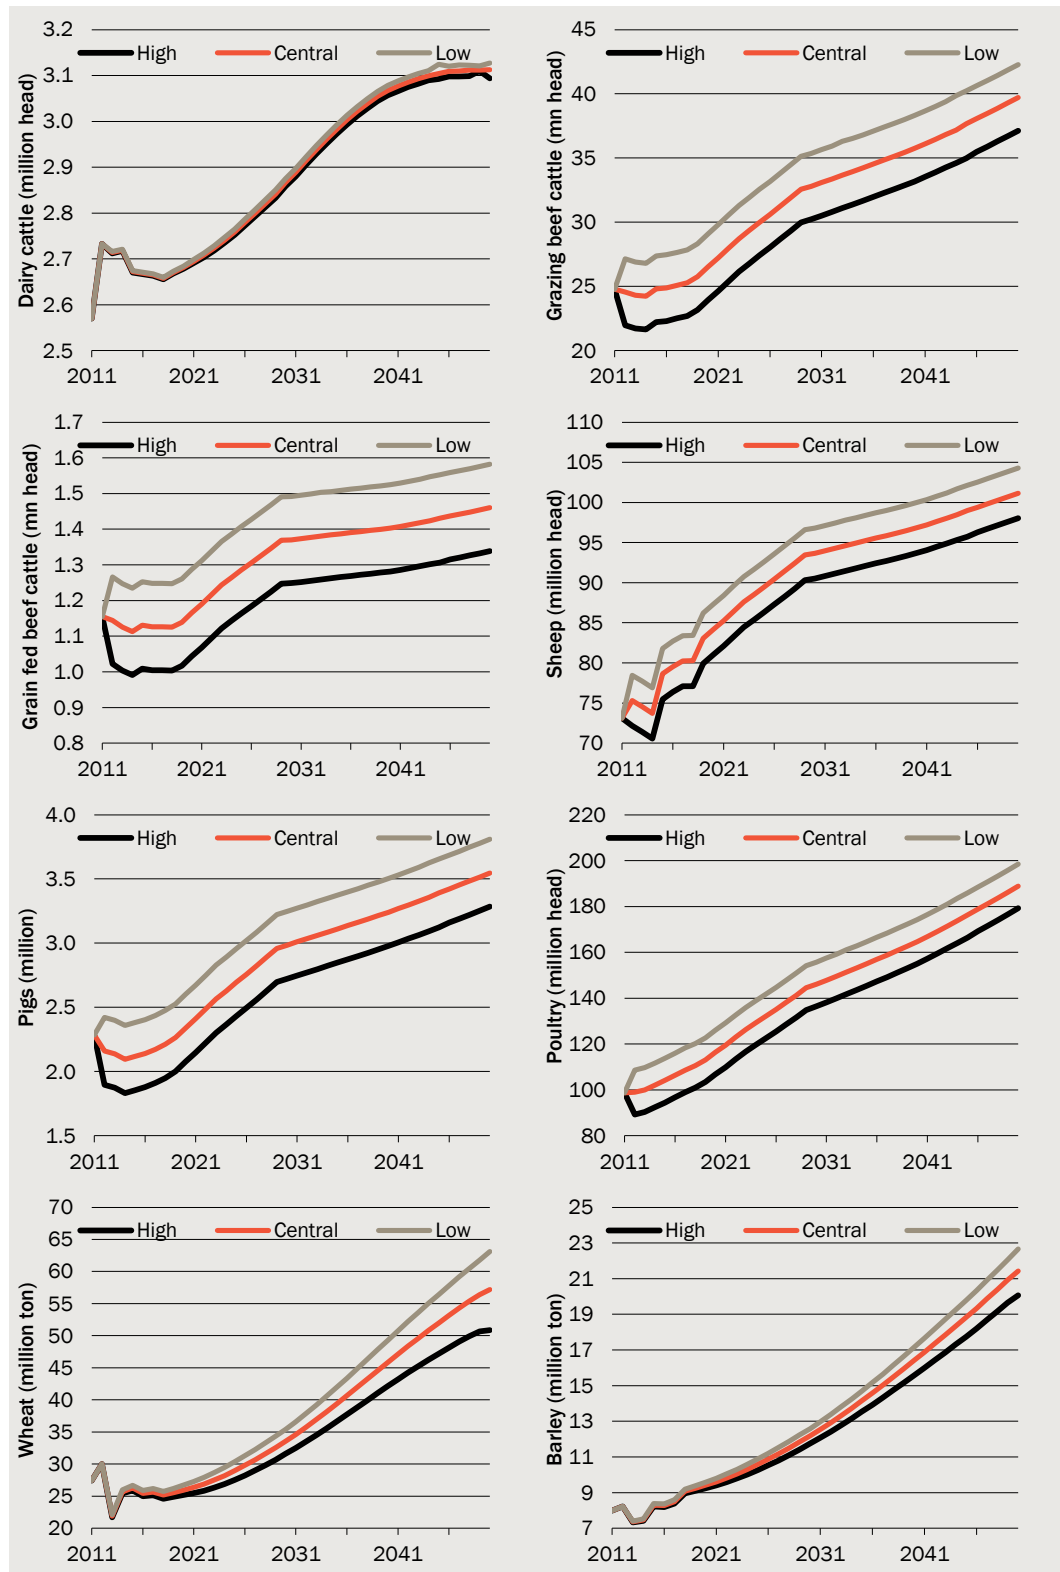 Dairy cattle (million head)
3.2
3.1
3.0
2.9
2.8
2.7
2.6
2.5
High Central Low
2011 2021 2031 2041
Grazing beef cattle (mn head)
45
40
35
30
25
20
High Central Low
2011 2021 2031 2041
Grain fed beef cattle (mn head)
1.7
1.6
1.5
1.4
1.3
1.2
1.1
1.0
0.9
0.8
High Central Low
2011 2021 2031 2041
Sheep (million head)
110
105
100
95
90
85
80
75
70
High Central Low
2011 2021 2031 2041
Pigs (million)
4.0
3.5
3.0
2.5
2.0
1.5
High Central Low
2011 2021 2031 2041
Poultry (million head)
220
200
180
160
140
120
100
80
High Central Low
2011 2021 2031 2041
Wheat (million ton)
70
65
60
55
50
45
40
35
30
25
20
High Central Low
2011 2021 2031 2041
Barley (million ton)
25
23
21
19
17
15
13
11
9
7
High Central Low
2011 2021 2031 2041